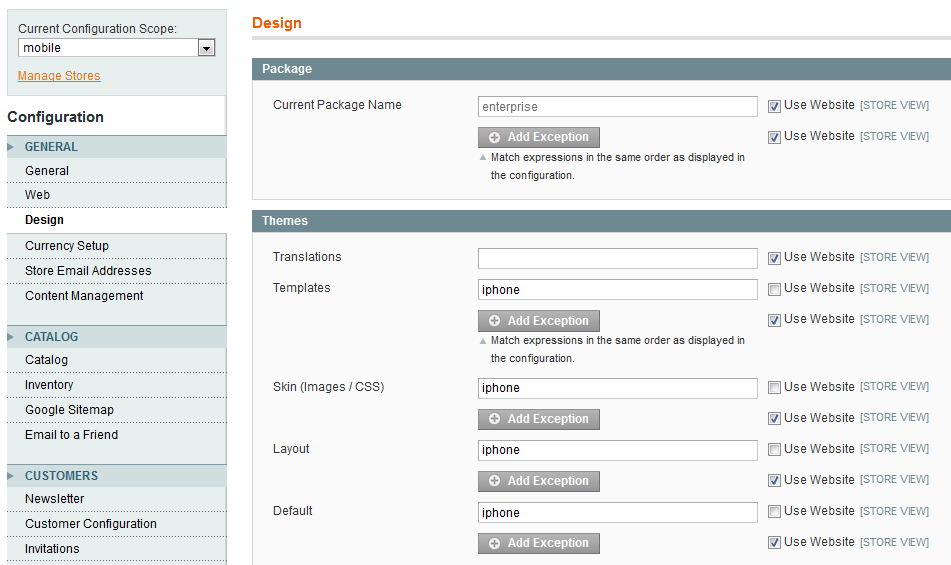 Current Configuration Scope:
mobile
Manage Stores
Configuration
GENERAL
General
Web
Design
Currency Setup
Store Email Addresses
Content Management
CATALOG
Catalog
Inventory
Google Sitemap
Email to a Friend
CUSTOMERS
Newsletter
Customer Configuration
Invitations
Design
Package
Current Package Name enterprise Use Website [STORE VIEW]
Add Exception Use Website [STORE VIEW]
Match expressions in the same order as displayed in
the configuration.
Themes
Translations Use Website [STORE VIEW]
Templates iphone Use Website [STORE VIEW]
Add Exception Use Website [STORE VIEW]
Match expressions in the same order as displayed in
the configuration.
Skin (Images / CSS) iphone Use Website [STORE VIEW]
Add Exception Use Website [STORE VIEW]
Layout iphone Use Website [STORE VIEW]
Add Exception Use Website [STORE VIEW]
Default iphone Use Website [STORE VIEW]
Add Exception Use Website [STORE VIEW]